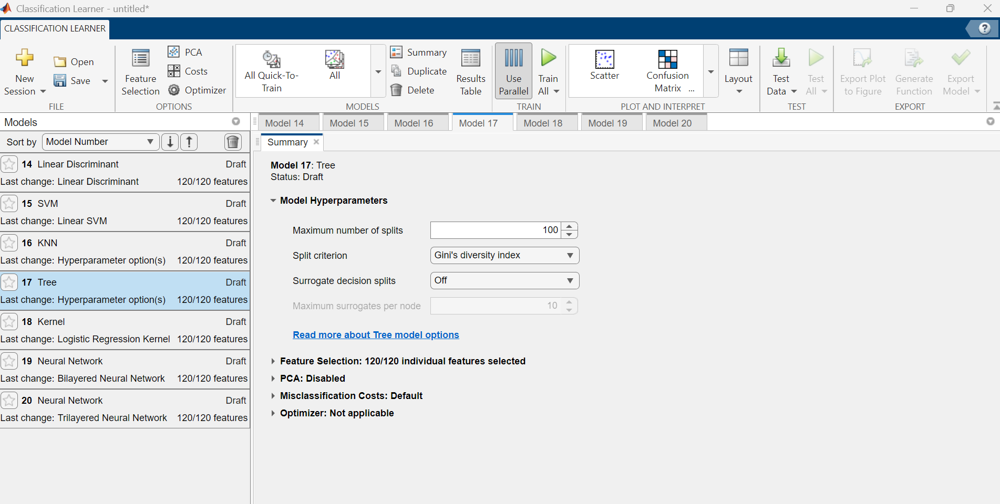 Classification Learner - untitled*
CLASSIFICATION LEARNER
New Session
Open
Save
FILE
Feature Selection
PCA
Costs
Optimizer
OPTIONS
All Quick-To-Train
All
Summary
Duplicate
Delete
Results Table
MODELS
Use Parallel
Train All
TRAIN
Scatter
Confusion Matrix ...
Layout
PLOT AND INTERPRET
Test Data
Test All
TEST
Export Plot to Figure
Generate Function
Export Model
EXPORT
Models
Sort by Model Number
14 Linear Discriminant Draft
Last change: Linear Discriminant 120/120 features
15 SVM Draft
Last change: Linear SVM 120/120 features
16 KNN Draft
Last change: Hyperparameter option(s) 120/120 features
17 Tree Draft
Last change: Hyperparameter option(s) 120/120 features
18 Kernel Draft
Last change: Logistic Regression Kernel 120/120 features
19 Neural Network Draft
Last change: Bilayered Neural Network 120/120 features
20 Neural Network Draft
Last change: Trilayered Neural Network 120/120 features
Model 14 Model 15 Model 16 Model 17 Model 18 Model 19 Model 20
Summary
Model 17: Tree
Status: Draft
Model Hyperparameters
Maximum number of splits 100
Split criterion Gini's diversity index
Surrogate decision splits Off
Maximum surrogates per node 10
Read more about Tree model options
Feature Selection: 120/120 individual features selected
PCA: Disabled
Misclassification Costs: Default
Optimizer: Not applicable